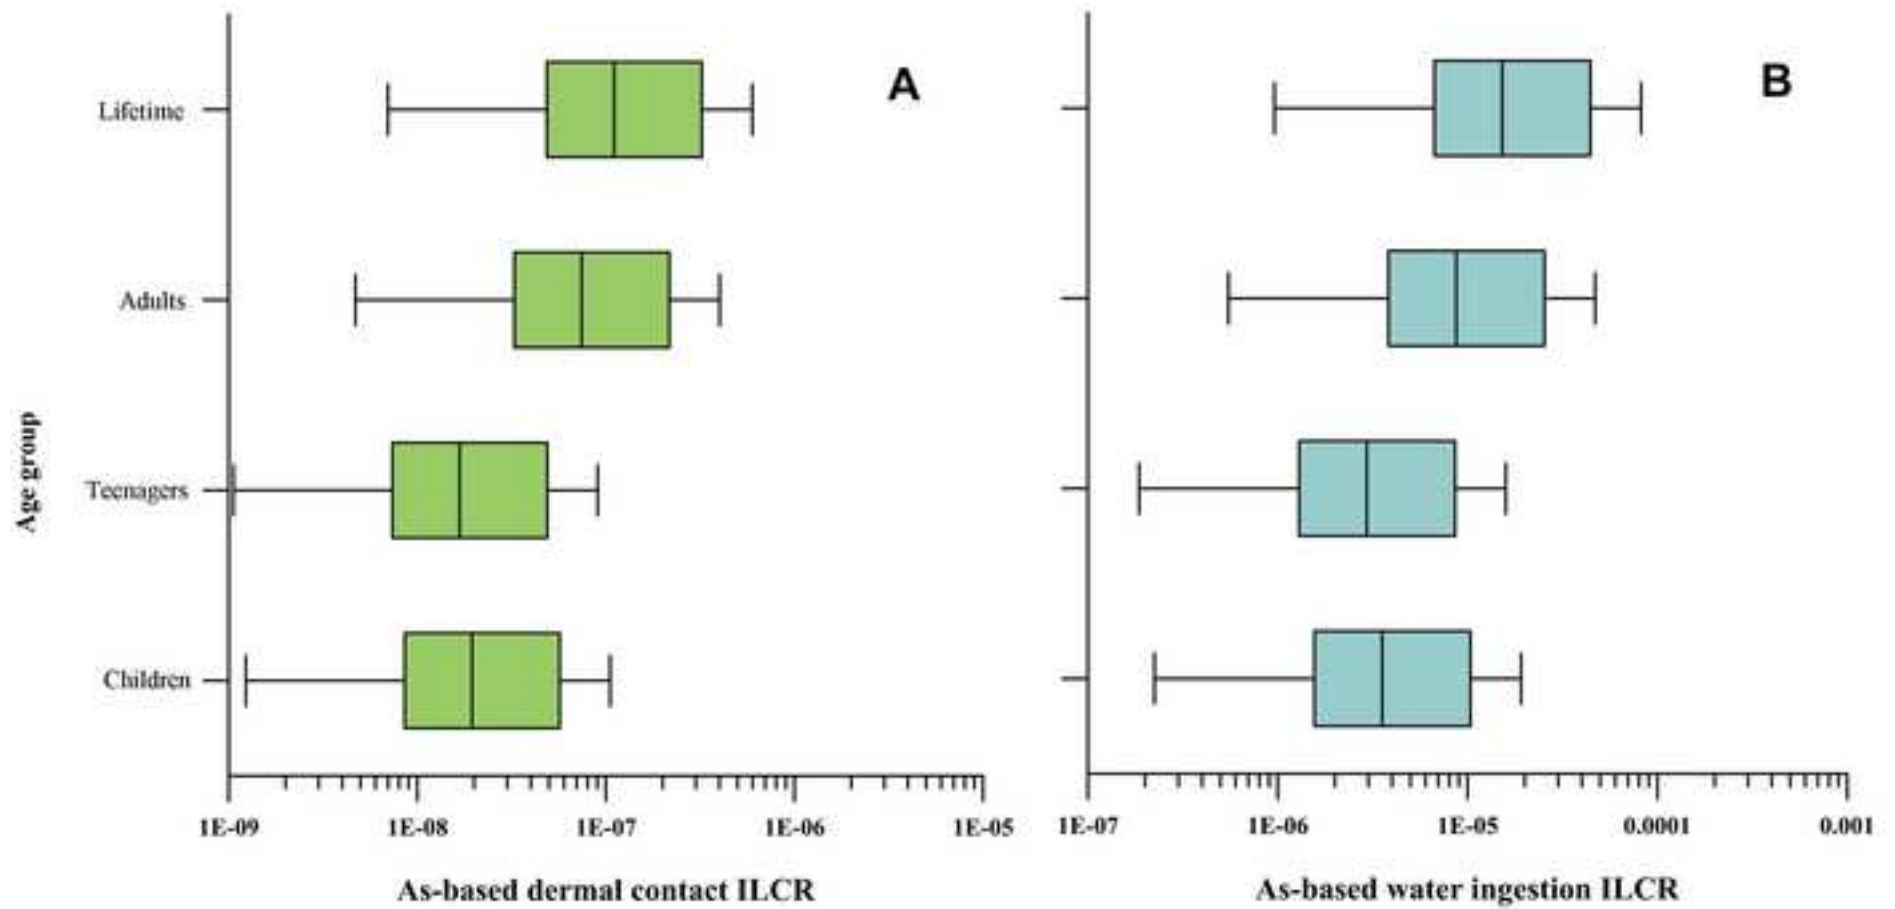 A
B
Lifetime
Adults
Teenagers
Children
Age group
1E-09 1E-08 1E-07 1E-06 1E-05
1E-07 1E-06 1E-05 0.0001 0.001
As-based dermal contact ILCR
As-based water ingestion ILCR